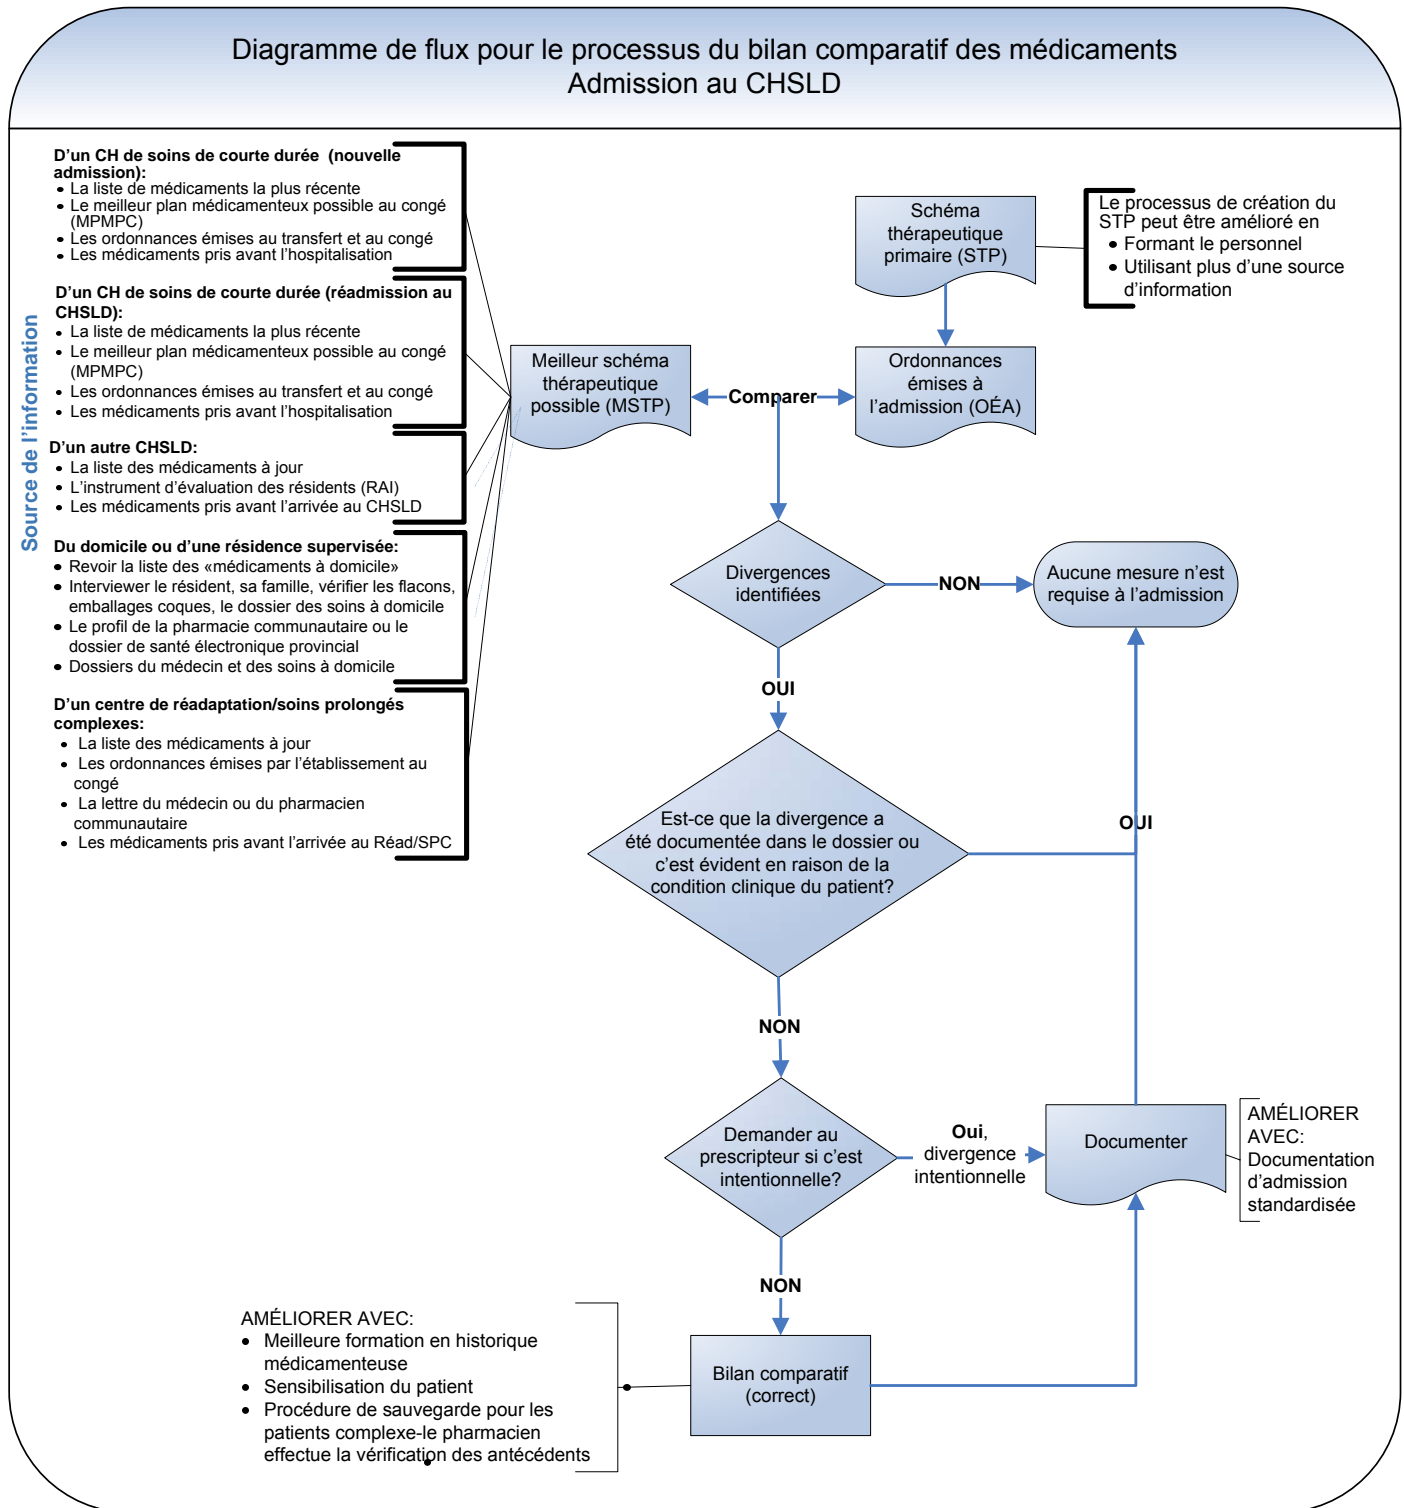 Diagramme de flux pour le processus du bilan comparatif des médicaments
Admission au CHSLD
Source de l'information
D'un CH de soins de courte durée (nouvelle
admission):
• La liste de médicaments la plus récente
• Le meilleur plan médicamenteux possible au congé
(MPMPC)
• Les ordonnances émises au transfert et au congé
• Les médicaments pris avant l'hospitalisation
D'un CH de soins de courte durée (réadmission au
CHSLD):
• La liste de médicaments la plus récente
• Le meilleur plan médicamenteux possible au congé
(MPMPC)
• Les ordonnances émises au transfert et au congé
• Les médicaments pris avant l'hospitalisation
D'un autre CHSLD:
• La liste des médicaments à jour
• L'instrument d'évaluation des résidents (RAI)
• Les médicaments pris avant l'arrivée au CHSLD
Du domicile ou d'une résidence supervisée:
• Revoir la liste des «médicaments à domicile»
• Interviewer le résident, sa famille, vérifier les flacons,
emballages coques, le dossier des soins à domicile
• Le profil de la pharmacie communautaire ou le
dossier de santé électronique provincial
• Dossiers du médecin et des soins à domicile
D'un centre de réadaptation/soins prolongés
complexes:
• La liste des médicaments à jour
• Les ordonnances émises par l'établissement au
congé
• La lettre du médecin ou du pharmacien
communautaire
• Les médicaments pris avant l'arrivée au Réad/SPC
Schéma
thérapeutique
primaire (STP)
Le processus de création du
STP peut être amélioré en
• Formant le personnel
• Utilisant plus d'une source
d'information
Meilleur schéma
thérapeutique
possible (MSTP)
Comparer
Ordonnances
émises à
l'admission (OÉA)
Divergences
identifiées
NON
Aucune mesure n'est
requise à l'admission
OUI
Est-ce que la divergence a
été documentée dans le dossier ou
c'est évident en raison de la
condition clinique du patient?
OUI
NON
Demander au
prescripteur si c'est
intentionnelle?
Oui,
divergence
intentionnelle
Documenter
AMÉLIORER
AVEC:
Documentation
d'admission
standardisée
NON
Bilan comparatif
(correct)
AMÉLIORER AVEC:
• Meilleure formation en historique
médicamenteuse
• Sensibilisation du patient
• Procédure de sauvegarde pour les
patients complexe-le pharmacien
effectue la vérification des antécédents